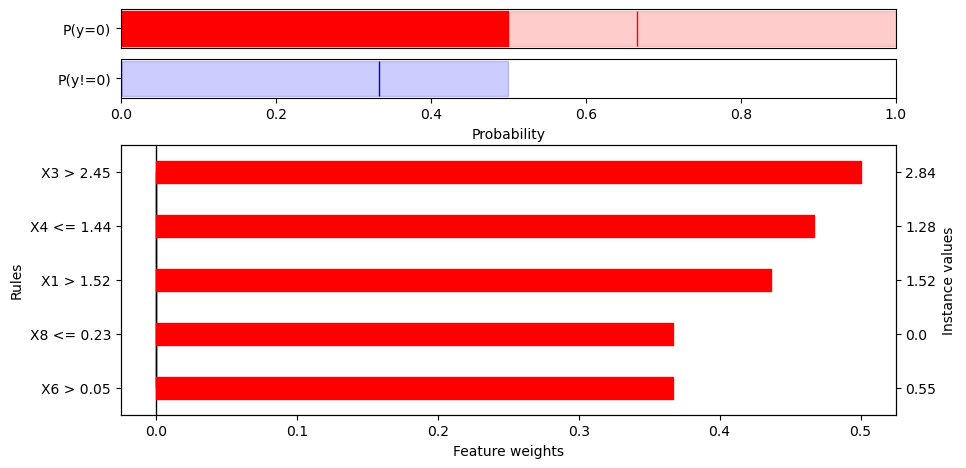 P(y=0)
P(y!=0)
0.0 0.2 0.4 0.6 0.8 1.0
Probability
X3 > 2.45 2.84
X4 <= 1.44 1.28
X1 > 1.52 1.52
X8 <= 0.23 0.0
X6 > 0.05 0.55
Rules
Instance values
0.0 0.1 0.2 0.3 0.4 0.5
Feature weights